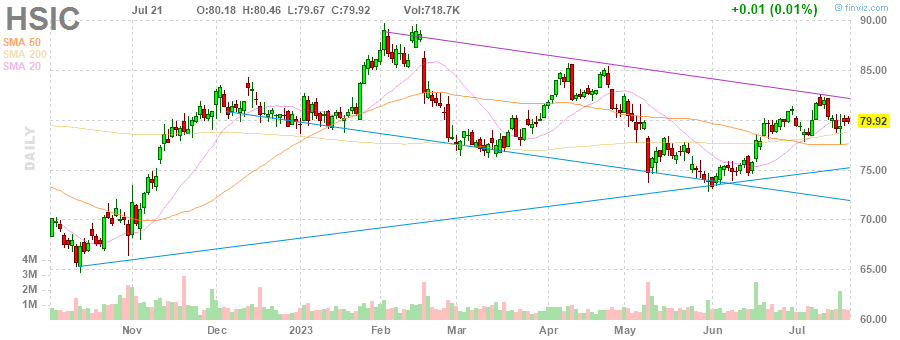 HSIC Jul 21 O:80.18 H:80.46 L:79.67 C:79.92 Vol:718.7K +0.01 (0.01%) © finviz.com
SMA 50
SMA 200
SMA 20
DAILY
90.00
85.00
79.92
75.00
70.00
65.00
60.00
4M
3M
2M
1M
Nov Dec 2023 Feb Mar Apr May Jun Jul